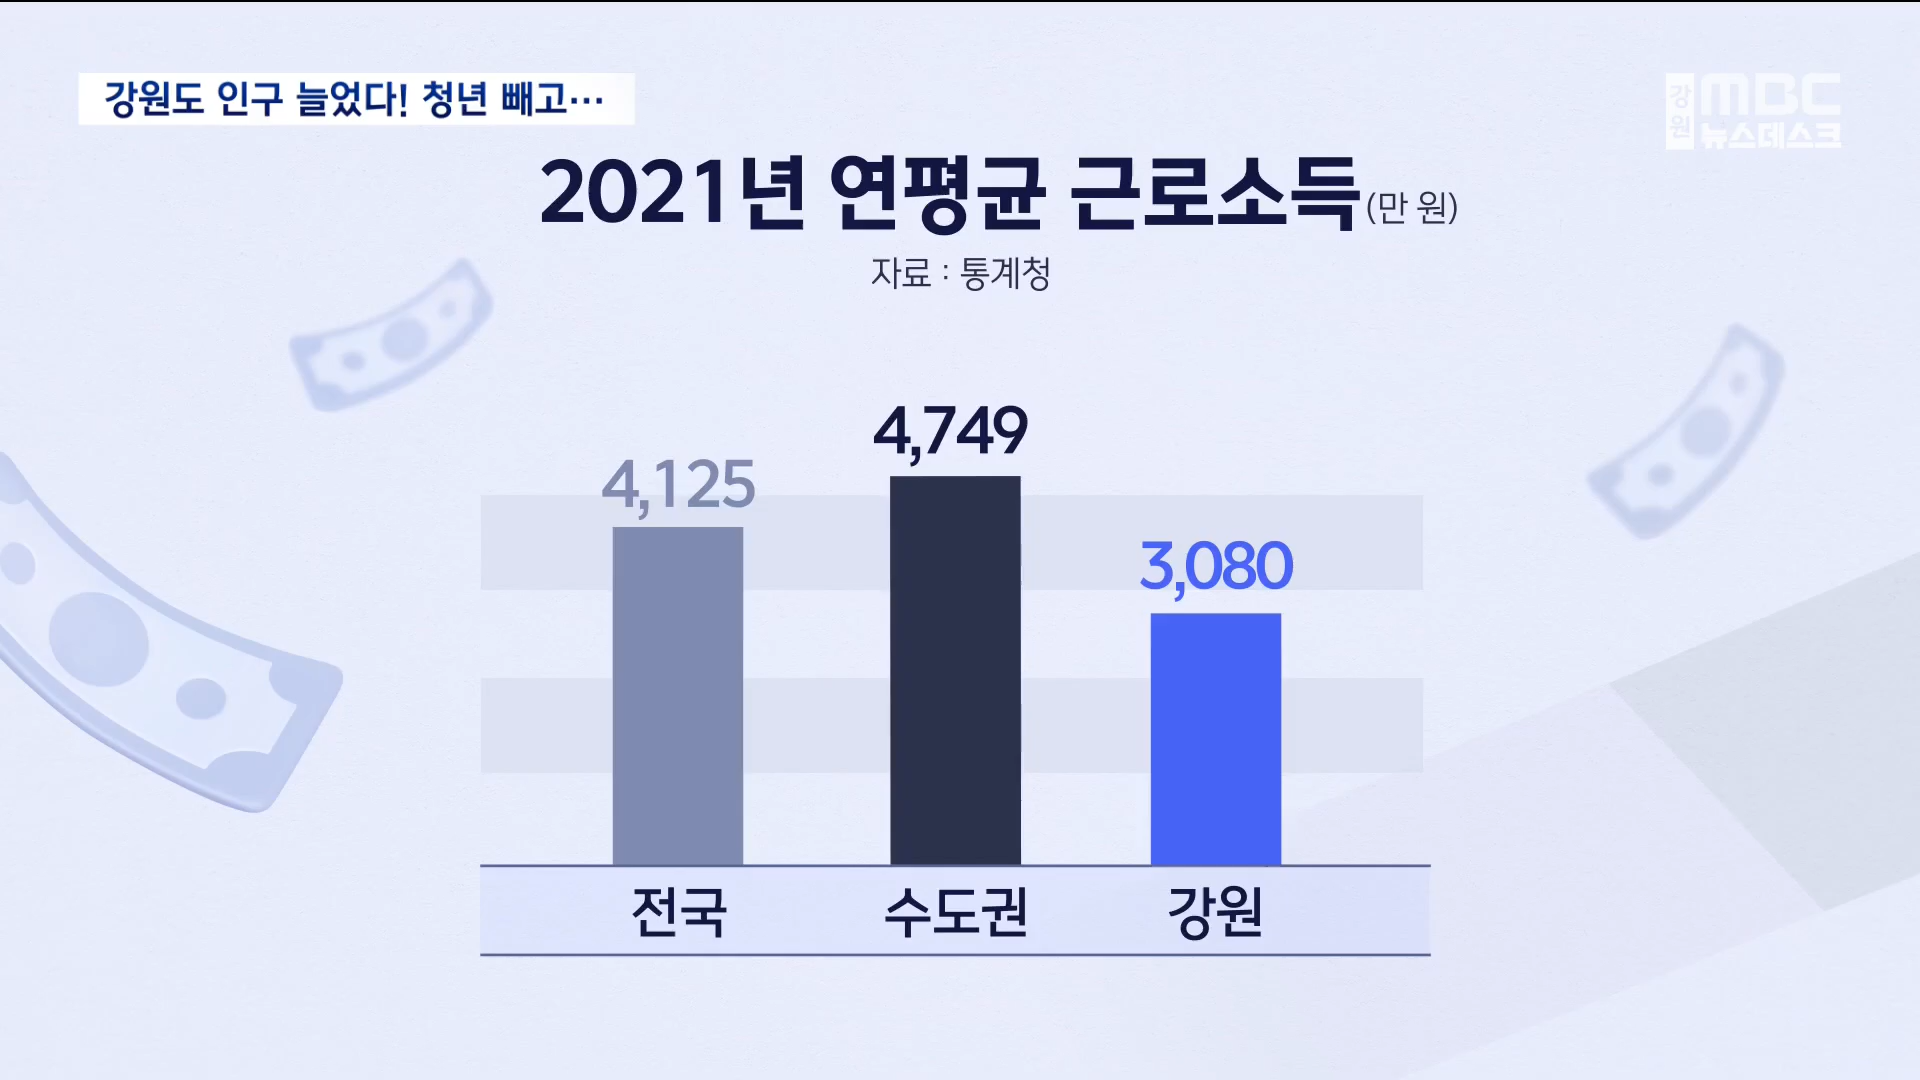 강원도 인구 늘었다! 청년 빼고…
강원
MBC
뉴스데스크
2021년 연평균 근로소득(만 원)
자료 : 통계청
4,125
4,749
3,080
전국
수도권
강원